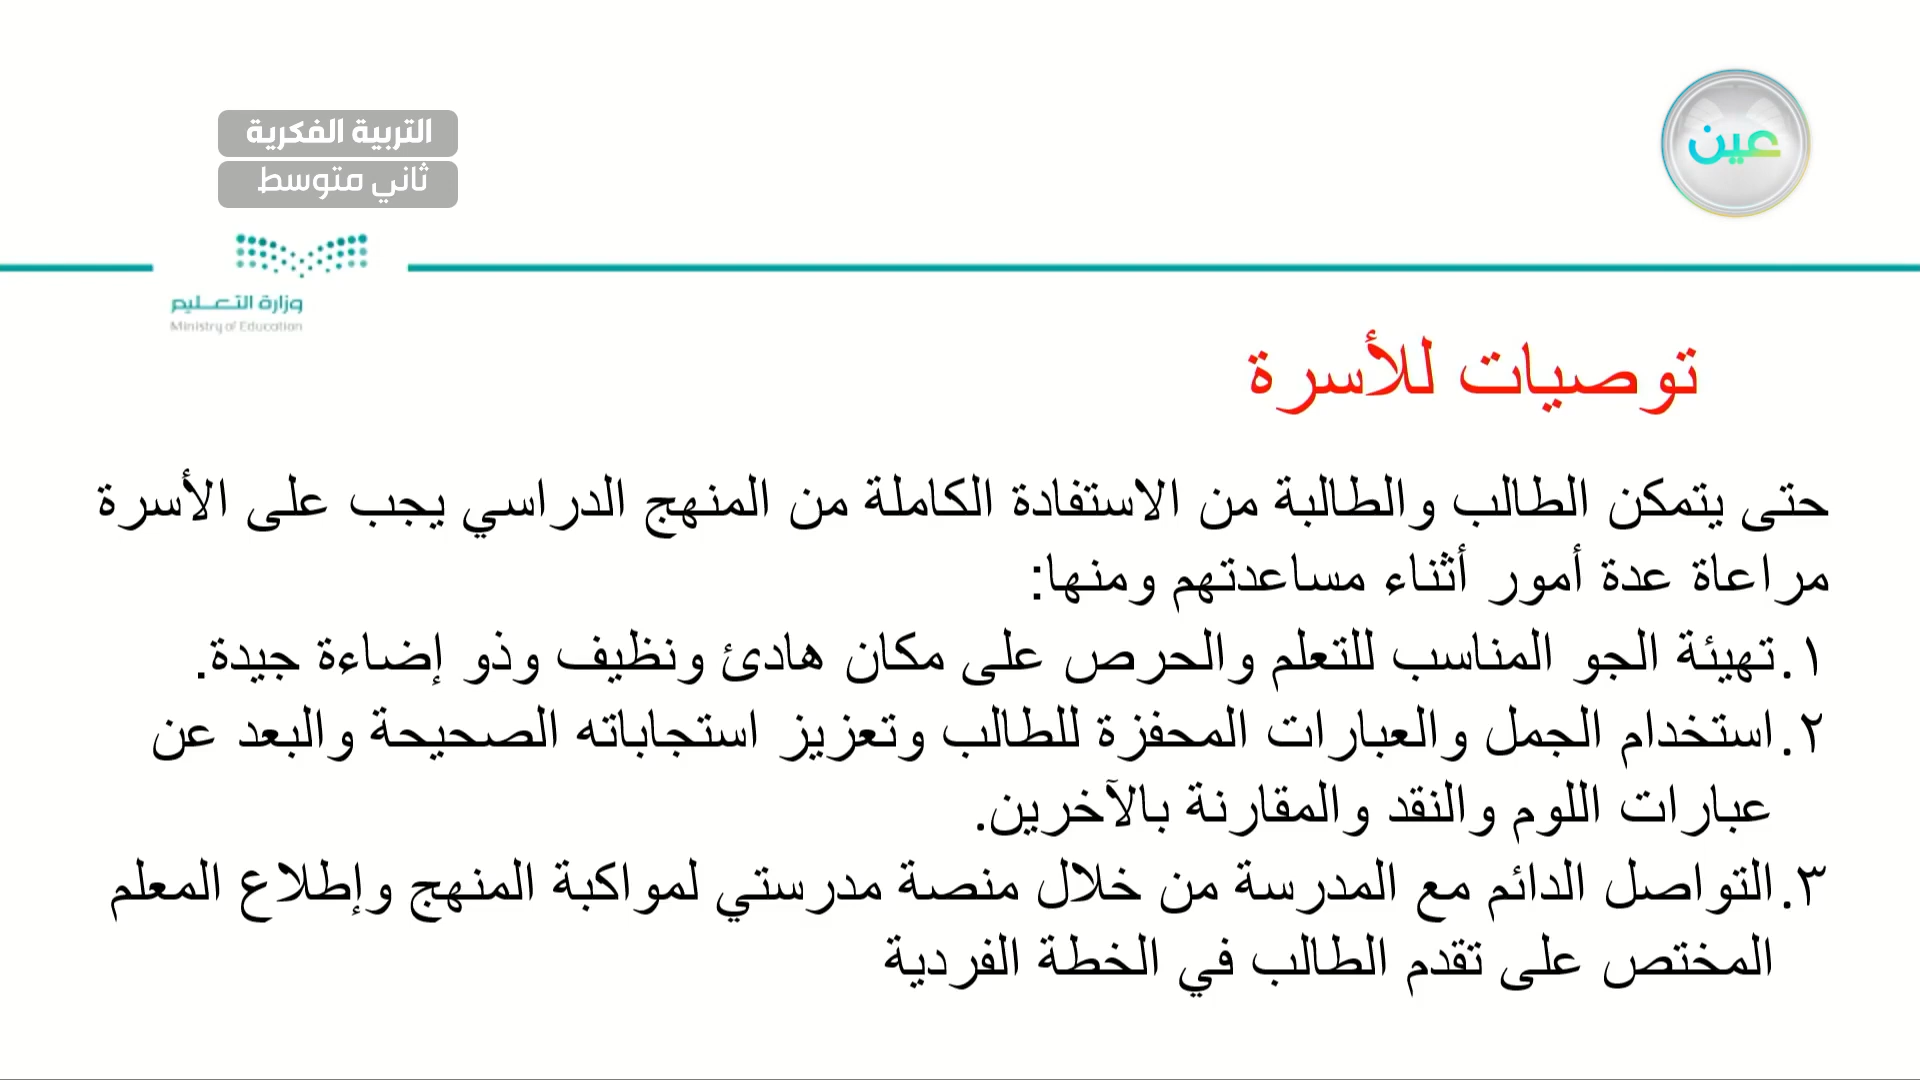 عين
التربية الفكرية
ثاني متوسط
وزارة التعليم
Ministry of Education
توصيات للأسرة
حتى يتمكن الطالب والطالبة من الاستفادة الكاملة من المنهج الدراسي يجب على الأسرة
مراعاة عدة أمور أثناء مساعدتهم ومنها:
١. تهيئة الجو المناسب للتعلم والحرص على مكان هادئ ونظيف وذو إضاءة جيدة.
٢. استخدام الجمل والعبارات المحفزة للطالب وتعزيز استجاباته الصحيحة والبعد عن
عبارات اللوم والنقد والمقارنة بالآخرين.
٣. التواصل الدائم مع المدرسة من خلال منصة مدرستي لمواكبة المنهج وإطلاع المعلم
المختص على تقدم الطالب في الخطة الفردية